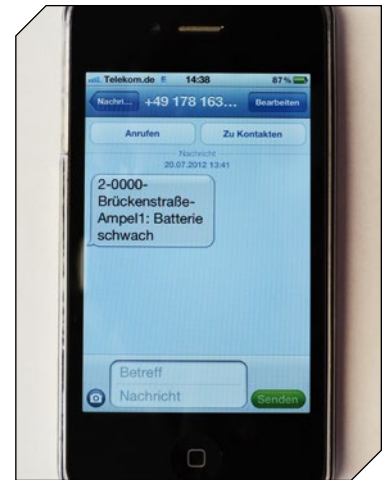 Telekom.de E 14:38 87 %
Nachri... +49 178 163... Bearbeiten
Anrufen Zu Kontakten
Nachricht
20.07.2012 13:41
2-0000-
Brückenstraße-
Ampel1: Batterie
schwach
Betreff
Nachricht
Senden